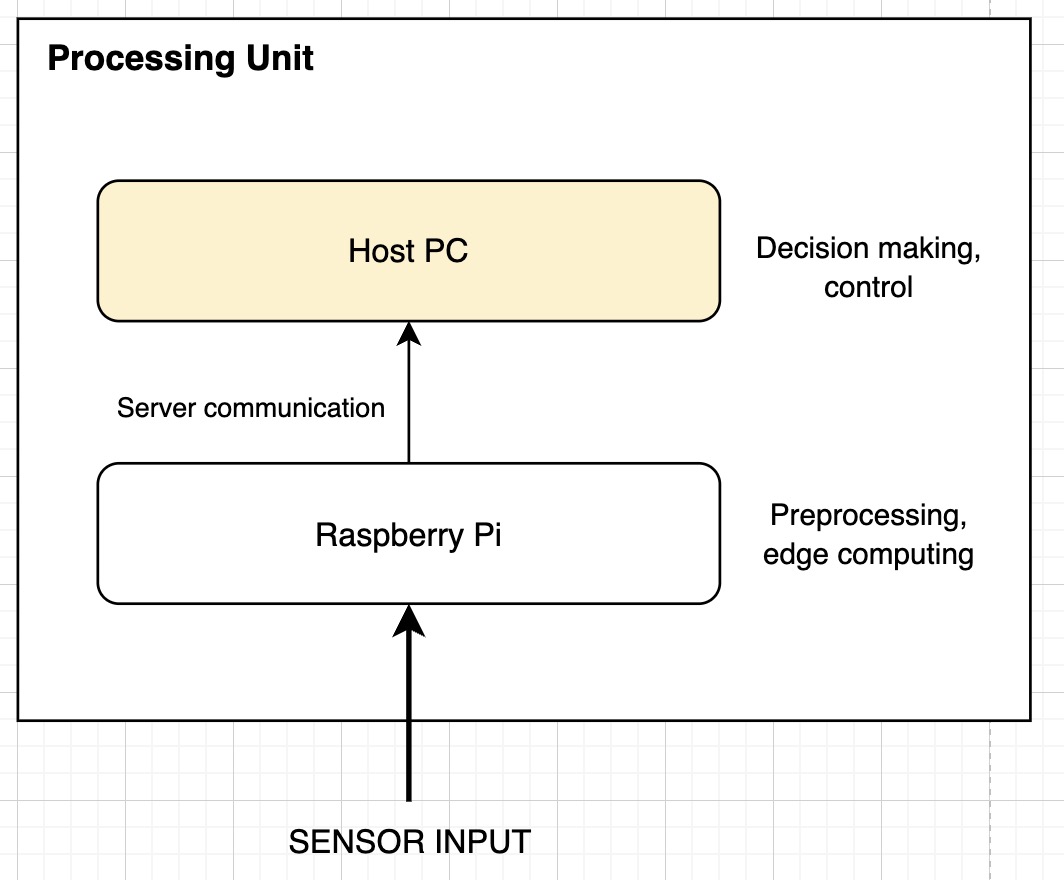 Processing Unit
Host PC
Decision making,
control
Server communication
Raspberry Pi
Preprocessing,
edge computing
SENSOR INPUT